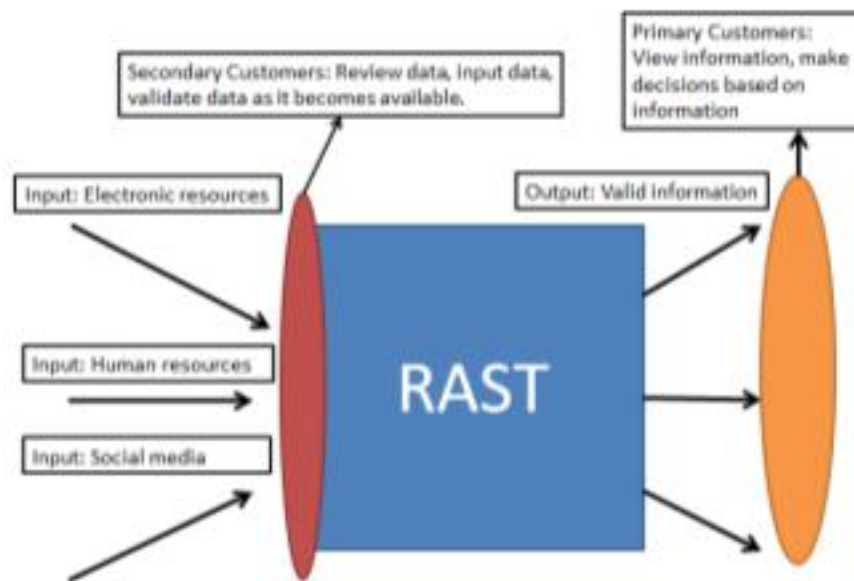 Primary Customers:
View information, make
decisions based on
information
Secondary Customers: Review data, input data,
validate data as it becomes available.
Input: Electronic resources
Output: Valid information
Input: Human resources
RAST
Input: Social media